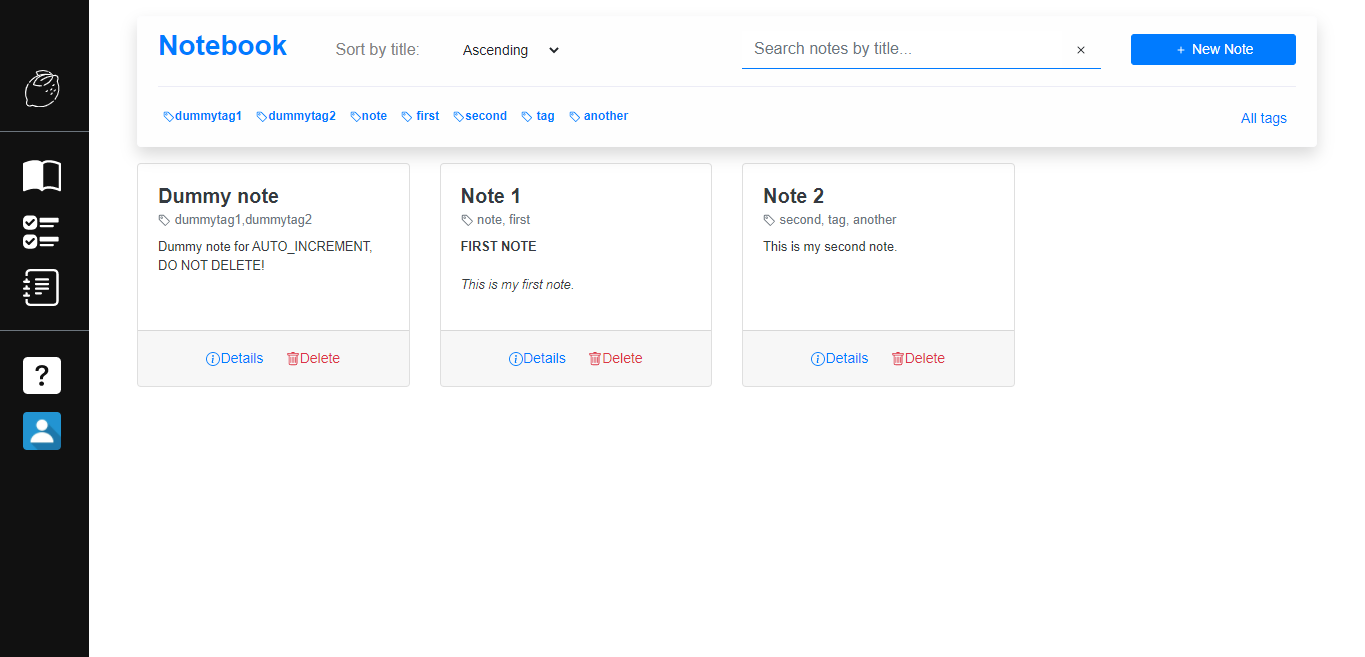 Notebook Sort by title: Ascending Search notes by title... × + New Note
dummytag1 dummytag2 note first second tag another All tags
Dummy note
dummytag1,dummytag2
Dummy note for AUTO_INCREMENT,
DO NOT DELETE!
Details Delete
Note 1
note, first
FIRST NOTE
This is my first note.
Details Delete
Note 2
second, tag, another
This is my second note.
Details Delete
?